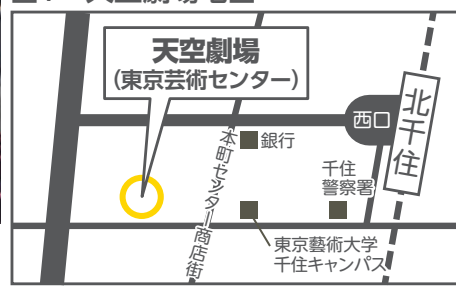 天空劇場
（東京芸術センター）
西口
北千住
銀行
本町センター商店街
千住
警察署
東京藝術大学
千住キャンパス